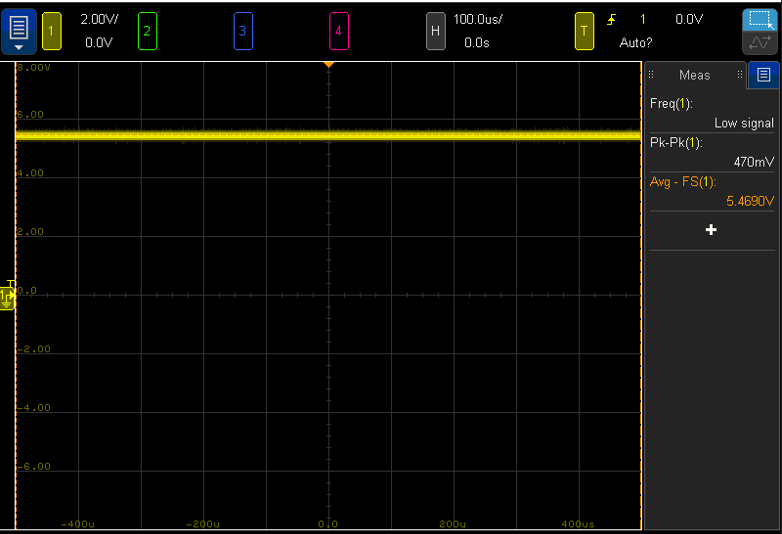 1
2.00V/
0.0V
2
3
4
H
100.0us/
0.0s
T
1
0.0V
Auto?
8.00V
6.00
4.00
2.00
0.0
-2.00
-4.00
-6.00
T
1
-400u
-200u
0.0
200u
400us
Meas
Freq(1):
Low signal
Pk-Pk(1):
470mV
Avg - FS(1):
5.4690V
+